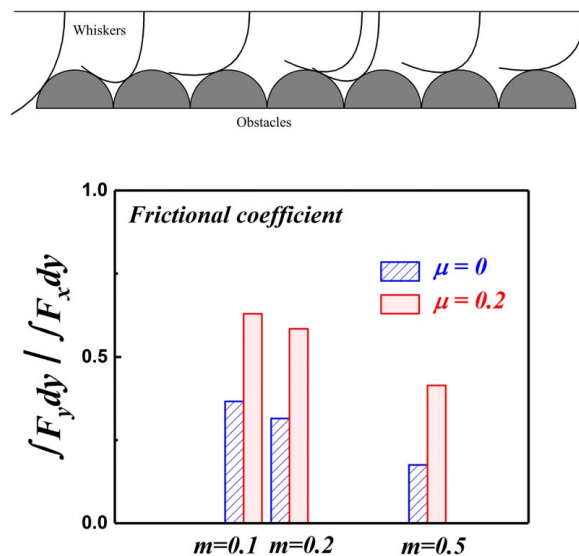 Whiskers
Obstacles
1.0
Frictional coefficient
μ = 0
μ = 0.2
0.5
∫F_y dy / ∫F_x dy
0.0
m=0.1 m=0.2 m=0.5